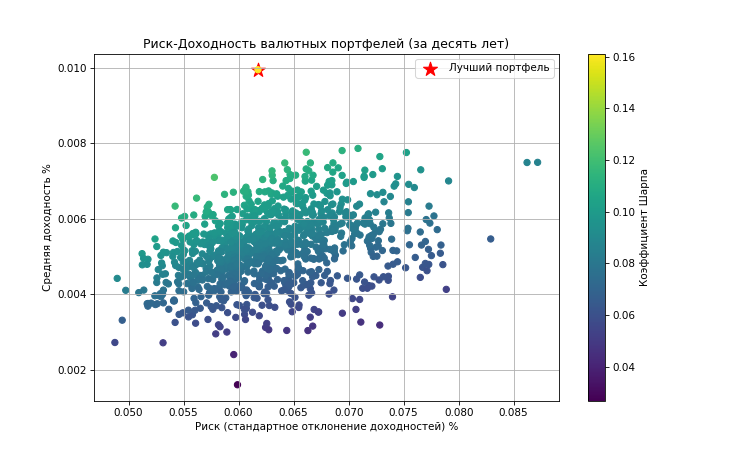 Риск-Доходность валютных портфелей (за десять лет)
Лучший портфель
Средняя доходность %
0.010
0.008
0.006
0.004
0.002
0.050 0.055 0.060 0.065 0.070 0.075 0.080 0.085
Риск (стандартное отклонение доходностей) %
0.16
0.14
0.12
0.10
0.08
0.06
0.04
Коэффициент Шарпа